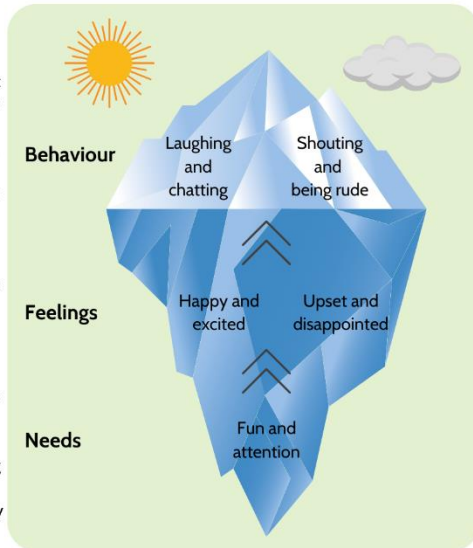 Behaviour
Laughing
and
chatting
Shouting
and
being rude
Feelings
Happy and
excited
Upset and
disappointed
Needs
Fun and
attention